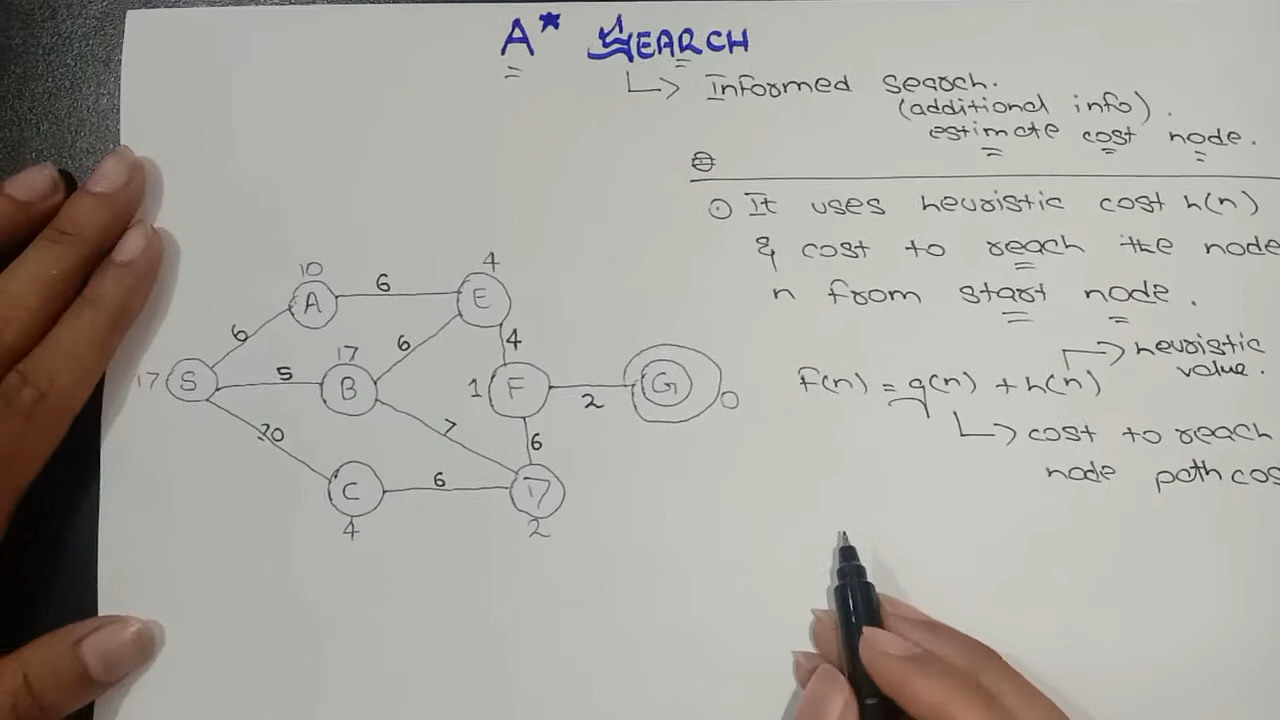 A* SEARCH
Informed search.
(additional info).
estimate cost node.
It uses heuristic cost h(n)
& cost to reach the node
n from start node.
heuristic
value.
f(n) = g(n) + h(n)
cost to reach
node path cos
10
4
A
6
E
6
6
4
17
17
S
5
B
1
F
2
G
0
7
6
C
6
17
4
2